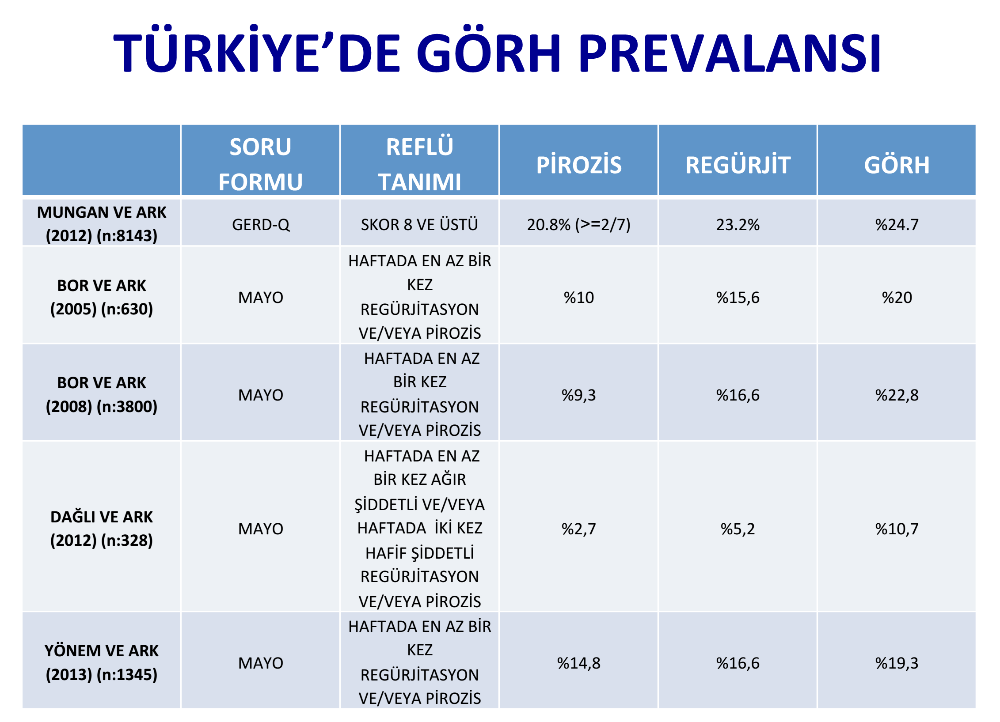 TÜRKİYE’DE GÖRH PREVALANSI
SORU
FORMU
REFLÜ
TANIMI
PİROZİS
REGÜRJİT
GÖRH
MUNGAN VE ARK
(2012) (n:8143)
GERD-Q
SKOR 8 VE ÜSTÜ
20.8% (>=2/7)
23.2%
%24.7
BOR VE ARK
(2005) (n:630)
MAYO
HAFTADA EN AZ BİR
KEZ
REGÜRJİTASYON
VE/VEYA PİROZİS
%10
%15,6
%20
BOR VE ARK
(2008) (n:3800)
MAYO
HAFTADA EN AZ
BİR KEZ
REGÜRJİTASYON
VE/VEYA PİROZİS
%9,3
%16,6
%22,8
DAĞLI VE ARK
(2012) (n:328)
MAYO
HAFTADA EN AZ
BİR KEZ AĞIR
ŞİDDETLİ VE/VEYA
HAFTADA İKİ KEZ
HAFİF ŞİDDETLİ
REGÜRJİTASYON
VE/VEYA PİROZİS
%2,7
%5,2
%10,7
YÖNEM VE ARK
(2013) (n:1345)
MAYO
HAFTADA EN AZ BİR
KEZ
REGÜRJİTASYON
VE/VEYA PİROZİS
%14,8
%16,6
%19,3